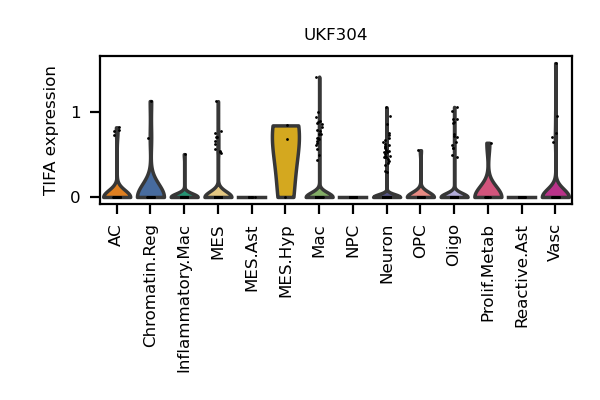 UKF304
TIFA expression
1
0
AC
Chromatin.Reg
Inflammatory.Mac
MES
MES.Ast
MES.Hyp
Mac
NPC
Neuron
OPC
Oligo
Prolif.Metab
Reactive.Ast
Vasc